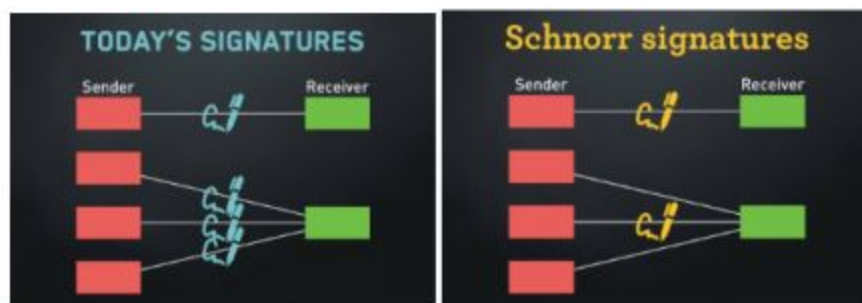 TODAY'S SIGNATURES
Sender Receiver
Schnorr signatures
Sender Receiver